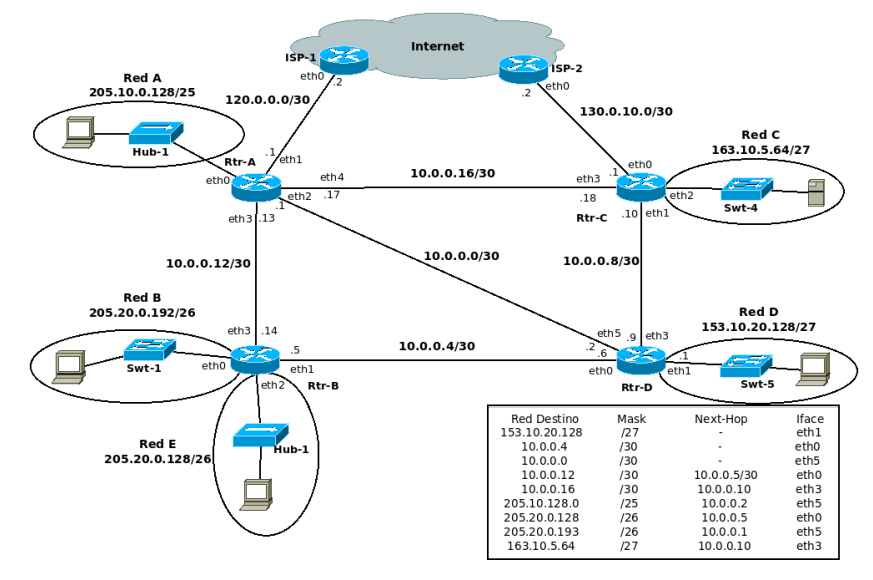 Internet
ISP-1
ISP-2
eth0
.2
.2
eth0
Red A
205.10.0.128/25
120.0.0.0/30
130.0.10.0/30
Red C
163.10.5.64/27
Hub-1
.1
eth1
Rtr-A
eth0
eth4
.17
10.0.0.16/30
eth3
.18
eth0
.1
eth2
Swt-4
eth2
.1
eth3
.13
Rtr-C
.10
eth1
10.0.0.12/30
10.0.0.0/30
10.0.0.8/30
Red B
205.20.0.192/26
Red D
153.10.20.128/27
eth3
.14
eth5
.9
eth3
.5
10.0.0.4/30
.2
.6
.1
Swt-1
eth0
eth1
eth0
eth1
eth2
Rtr-B
Rtr-D
Swt-5
Red E
205.20.0.128/26
Hub-1
Red Destino Mask Next-Hop Iface
153.10.20.128 /27 - eth1
10.0.0.4 /30 - eth0
10.0.0.0 /30 - eth5
10.0.0.12 /30 10.0.0.5/30 eth0
10.0.0.16 /30 10.0.0.10 eth3
205.10.128.0 /25 10.0.0.2 eth5
205.20.0.128 /26 10.0.0.5 eth0
205.20.0.193 /26 10.0.0.1 eth5
163.10.5.64 /27 10.0.0.10 eth3